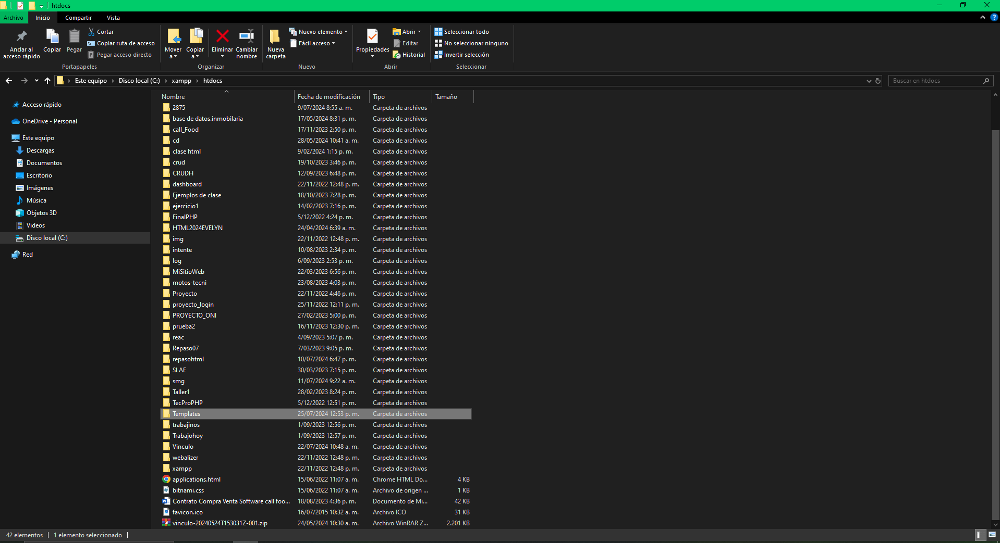 htdocs
Archivo Inicio Compartir Vista
Anclar al acceso rápido
Copiar
Pegar
Cortar
Copiar ruta de acceso
Pegar acceso directo
Portapapeles
Mover a
Copiar a
Eliminar
Cambiar nombre
Organizar
Nueva carpeta
Nuevo elemento
Fácil acceso
Nuevo
Propiedades
Abrir
Editar
Historial
Abrir
Seleccionar todo
No seleccionar ninguno
Invertir selección
Seleccionar
Este equipo > Disco local (C:) > xampp > htdocs
Buscar en htdocs
Acceso rápido
OneDrive - Personal
Este equipo
Descargas
Documentos
Escritorio
Imágenes
Música
Objetos 3D
Videos
Disco local (C:)
Red
Nombre Fecha de modificación Tipo Tamaño
2875 9/07/2024 8:55 a. m. Carpeta de archivos
base de datos.inmobilaria 17/05/2024 8:31 p. m. Carpeta de archivos
call_Food 17/11/2023 2:50 p. m. Carpeta de archivos
cd 28/05/2024 10:41 a. m. Carpeta de archivos
clase html 9/02/2024 1:15 p. m. Carpeta de archivos
crud 19/10/2023 3:46 p. m. Carpeta de archivos
CRUDH 12/09/2023 6:48 p. m. Carpeta de archivos
dashboard 22/11/2022 12:48 p. m. Carpeta de archivos
Ejemplos de clase 18/10/2023 7:28 p. m. Carpeta de archivos
ejercicio1 14/02/2023 7:16 p. m. Carpeta de archivos
FinalPHP 5/12/2022 4:24 p. m. Carpeta de archivos
HTML2024EVELYN 24/04/2024 6:39 a. m. Carpeta de archivos
img 22/11/2022 12:48 p. m. Carpeta de archivos
intente 10/08/2023 2:34 p. m. Carpeta de archivos
log 6/09/2023 2:53 p. m. Carpeta de archivos
MiSitioWeb 22/03/2023 6:56 p. m. Carpeta de archivos
motos-tecni 23/08/2023 4:03 p. m. Carpeta de archivos
Proyecto 22/11/2022 4:46 p. m. Carpeta de archivos
proyecto_login 25/11/2022 12:11 p. m. Carpeta de archivos
PROYECTO_ONI 27/02/2023 5:00 p. m. Carpeta de archivos
prueba2 16/11/2023 12:30 p. m. Carpeta de archivos
reac 4/09/2023 5:07 p. m. Carpeta de archivos
Repaso07 7/03/2023 9:05 p. m. Carpeta de archivos
repasohtml 10/07/2024 6:47 p. m. Carpeta de archivos
SLAE 30/03/2023 7:15 p. m. Carpeta de archivos
smg 11/07/2024 9:22 a. m. Carpeta de archivos
Taller1 28/02/2023 8:24 p. m. Carpeta de archivos
TecProPHP 5/12/2022 12:51 p. m. Carpeta de archivos
Templates 25/07/2024 12:53 p. m. Carpeta de archivos
trabajinos 1/09/2023 12:56 p. m. Carpeta de archivos
Trabajohoy 1/09/2023 12:57 p. m. Carpeta de archivos
Vinculo 22/07/2024 10:48 a. m. Carpeta de archivos
webalizer 22/11/2022 12:48 p. m. Carpeta de archivos
xampp 22/11/2022 12:48 p. m. Carpeta de archivos
applications.html 15/06/2022 11:07 a. m. Chrome HTML Do... 4 KB
bitnami.css 15/06/2022 11:07 a. m. Archivo de origen ... 1 KB
Contrato Compra Venta Software call foo... 18/08/2023 4:36 p. m. Documento de Mi... 42 KB
favicon.ico 16/07/2015 10:32 a. m. Archivo ICO 31 KB
vinculo-20240524T153031Z-001.zip 24/05/2024 10:30 a. m. Archivo WinRAR Z... 2.201 KB
42 elementos 1 elemento seleccionado